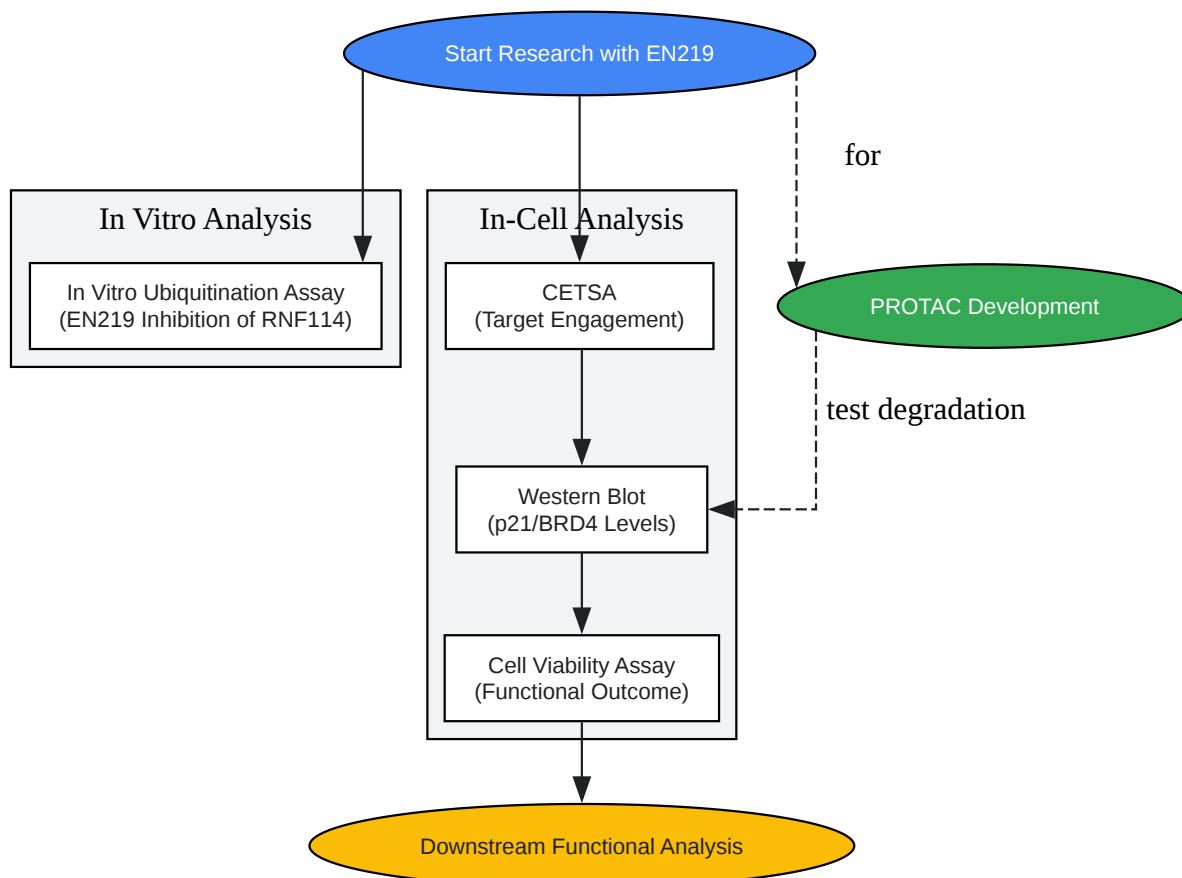 Start Research with EN219
for
In Vitro Analysis
In-Cell Analysis
In Vitro Ubiquitination Assay
(EN219 Inhibition of RNF114)
CETSA
(Target Engagement)
PROTAC Development
test degradation
Western Blot
(p21/BRD4 Levels)
Cell Viability Assay
(Functional Outcome)
Downstream Functional Analysis